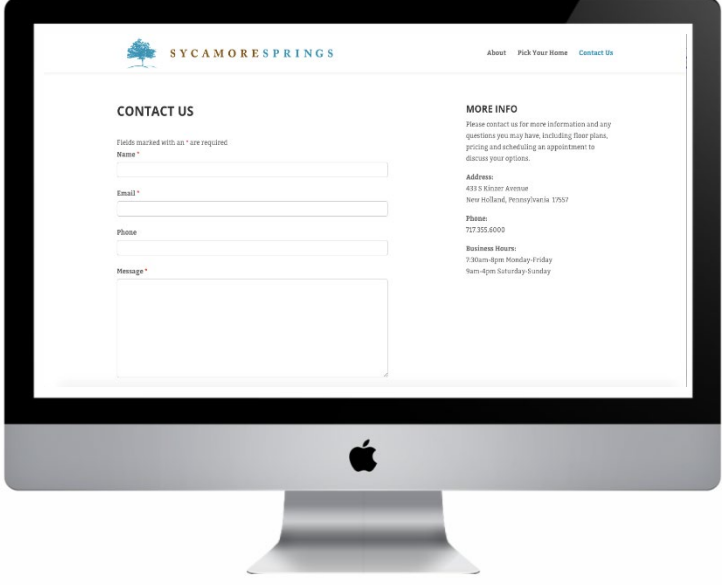 SYCAMORESPRINGS
About Pick Your Home Contact Us
CONTACT US
Fields marked with an * are required
Name *
Email *
Phone
Message *
MORE INFO
Please contact us for more information and any
questions you may have, including floor plans,
pricing and scheduling an appointment to
discuss your options.
Address:
433 S Kinzer Avenue
New Holland, Pennsylvania 17557
Phone:
717.355.6000
Business Hours:
7:30am-8pm Monday-Friday
9am-4pm Saturday-Sunday